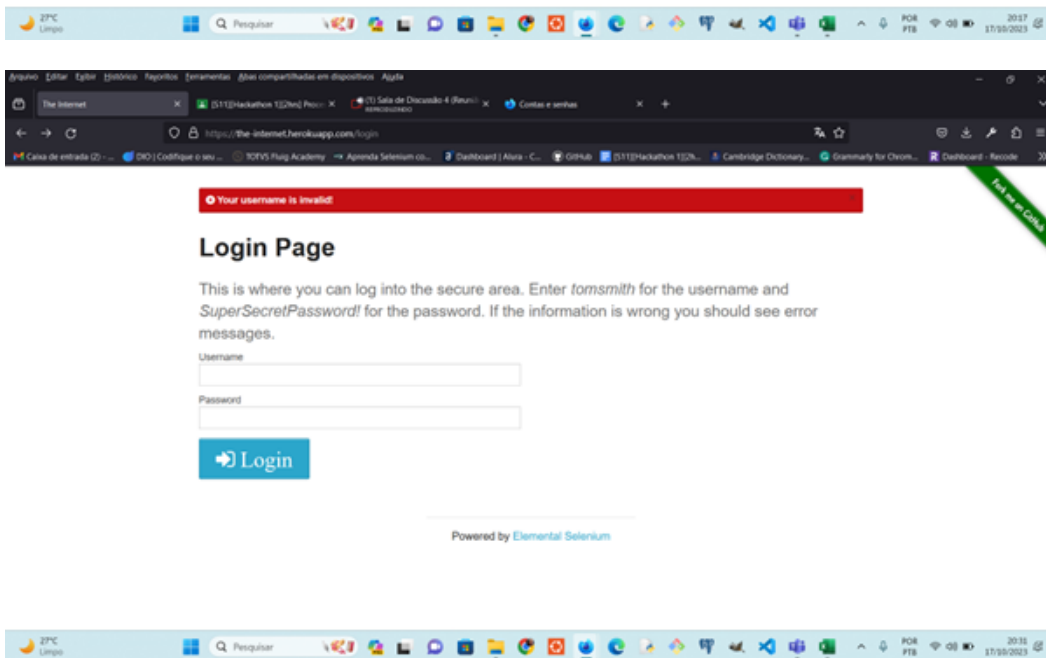 27°C
Limpo
Pesquisar
POR
PTB
20:17
17/10/2023
Arquivo Editar Exibir Histórico Favoritos Ferramentas Abas compartilhadas em dispositivos Ajuda
The Internet
[S11][Hackathon 1][2hrs] Proce
(1) Sala de Discussão 4 (Reuni
REPRODUZINDO
Contas e senhas
https://the-internet.herokuapp.com/login
Caixa de entrada (2) - ...
DIO | Codifique o seu ...
TOTVS Fluig Academy
Aprenda Selenium co...
Dashboard | Alura - C...
GitHub
[S11][Hackathon 1][2h...
Cambridge Dictionary...
Grammarly for Chrom...
Dashboard - Recode
Your username is invalid!
Fork me on GitHub
Login Page
This is where you can log into the secure area. Enter tomsmith for the username and
SuperSecretPassword! for the password. If the information is wrong you should see error
messages.
Username
Password
Login
Powered by Elemental Selenium
27°C
Limpo
Pesquisar
POR
PTB
20:31
17/10/2023